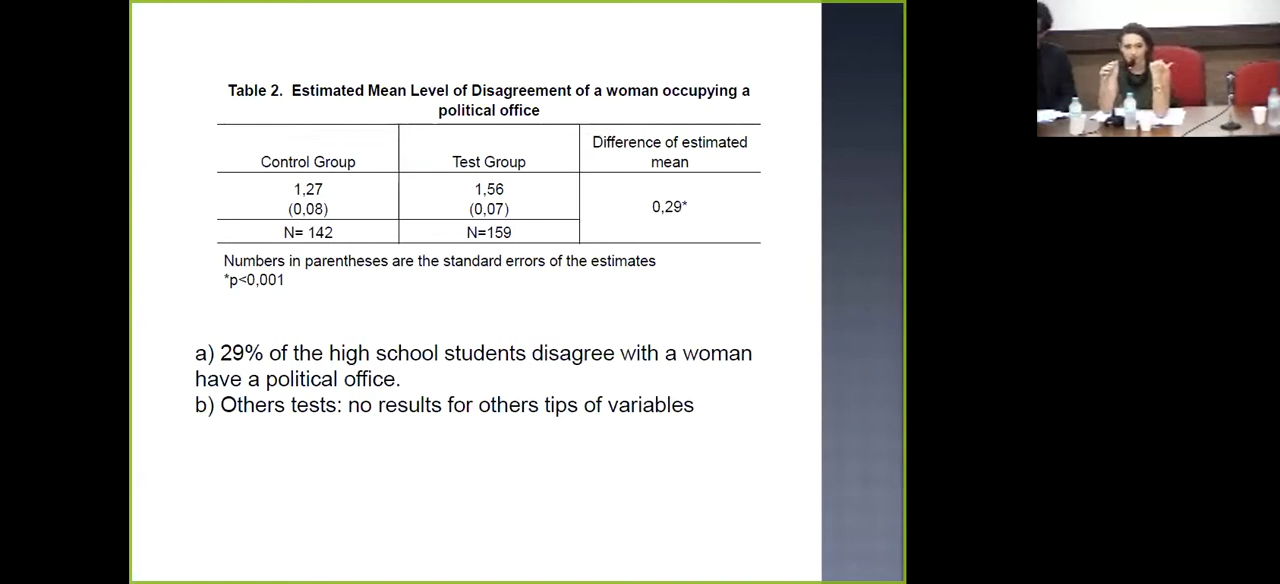 Table 2. Estimated Mean Level of Disagreement of a woman occupying a
political office
Control Group
Test Group
Difference of estimated
mean
1,27
(0,08)
1,56
(0,07)
0,29*
N= 142
N=159
Numbers in parentheses are the standard errors of the estimates
*p<0,001
a) 29% of the high school students disagree with a woman
have a political office.
b) Others tests: no results for others tips of variables